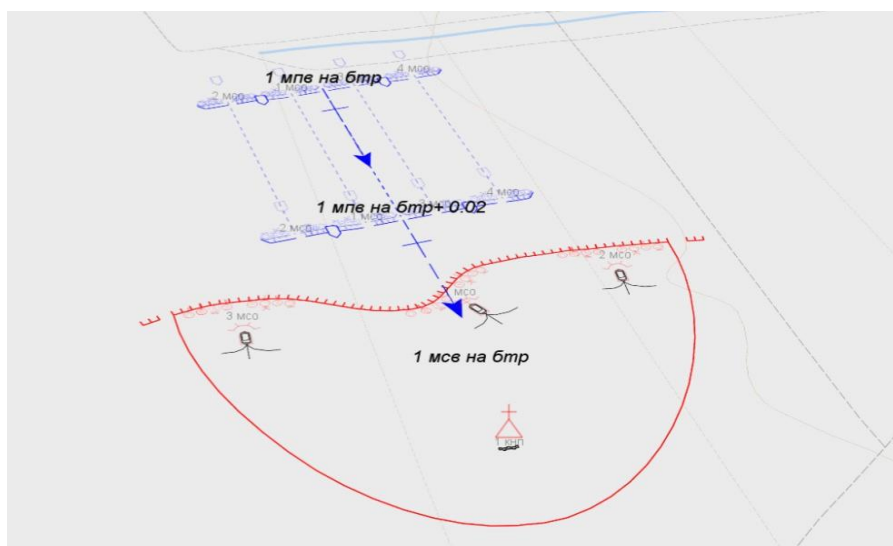 4 мсо
1 мпв на бтр
2 мсо
1 мсо
4 мсо
1 мпв на бтр+ 0.02
2 мсо
1 мсо
2 мсо
мсо
3 мсо
1 мсв на бтр
1 кнп